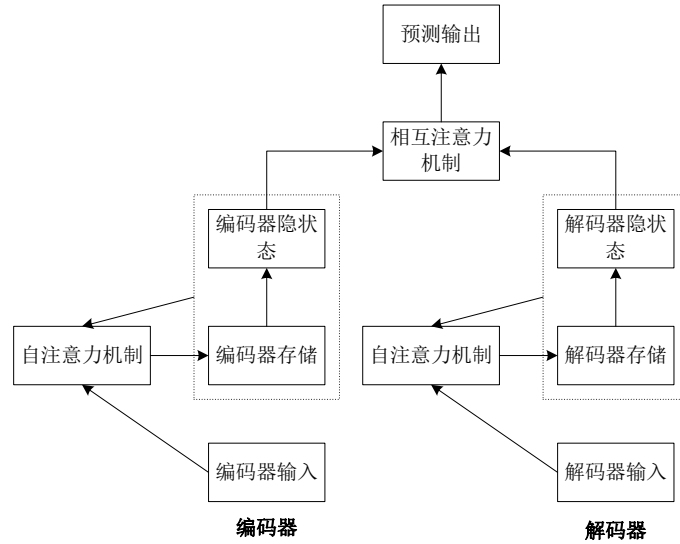 预测输出
相互注意力
机制
编码器隐状
态
解码器隐状
态
自注意力机制
编码器存储
自注意力机制
解码器存储
编码器输入
解码器输入
编码器
解码器